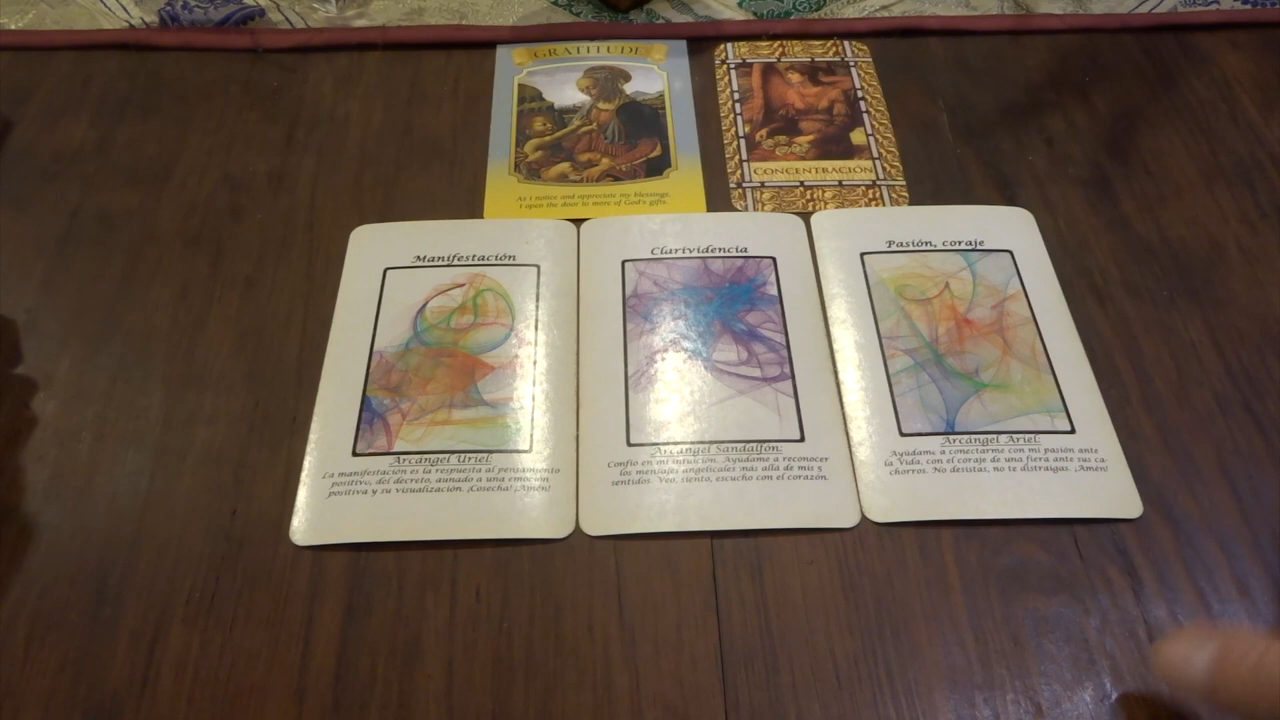 GRATITUDE
As I notice and appreciate my blessings,
I open the door to more of God's gifts.
CONCENTRACIÓN
Manifestación
Arcángel Uriel:
La manifestación es la respuesta al pensamiento
positivo, del decreto, aunado a una emoción
positiva y su visualización. ¡Cosecha! ¡Amén!
Clarividencia
Arcángel Sandalfón:
Confío en mi intuición. Ayúdame a reconocer
los mensajes angelicales más allá de mis 5
sentidos. Veo, siento, escucho con el corazón.
Pasión, coraje
Arcángel Ariel:
Ayúdame a conectarme con mi pasión ante
la Vida, con el coraje de una fiera ante sus ca-
chorros. No desistas, no te distraigas. ¡Amén!